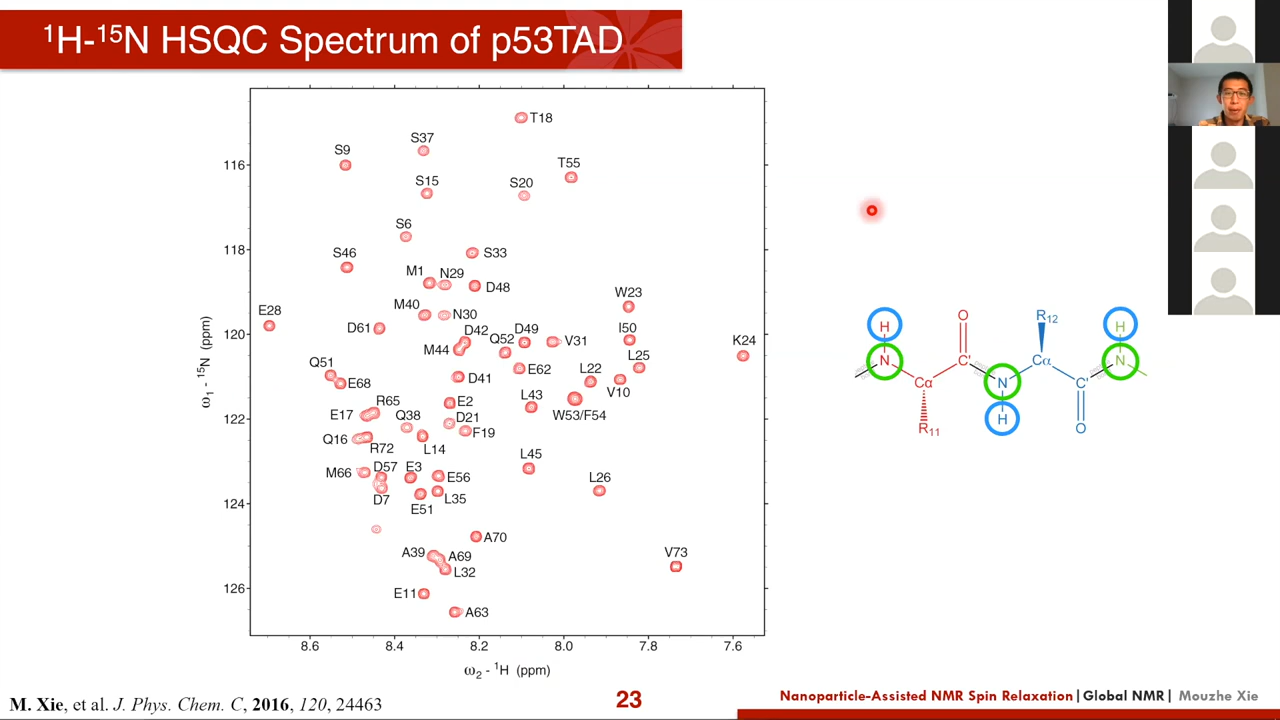 ¹H-¹⁵N HSQC Spectrum of p53TAD
T18
S37
S9
T55
116
S15
S20
S6
118
S46
S33
M1
N29
D48
W23
E28
M40
N30
120
D61
D42
D49
I50
V31
Q52
K24
M44
L25
Q51
E62
L22
E68
D41
V10
L43
R65
E2
122
E17
Q38
D21
W53/F54
F19
Q16
R72
L14
L45
M66
D57
E3
E56
L26
D7
L35
124
E51
A70
A39
A69
V73
L32
126
E11
A63
ω₁ - ¹⁵N (ppm)
8.6 8.4 8.2 8.0 7.8 7.6
ω₂ - ¹H (ppm)
H O R₁₂ H
N C' Cα N
Cα N C'
R₁₁ H O
M. Xie, et al. J. Phys. Chem. C, 2016, 120, 24463
23
Nanoparticle-Assisted NMR Spin Relaxation | Global NMR | Mouzhe Xie